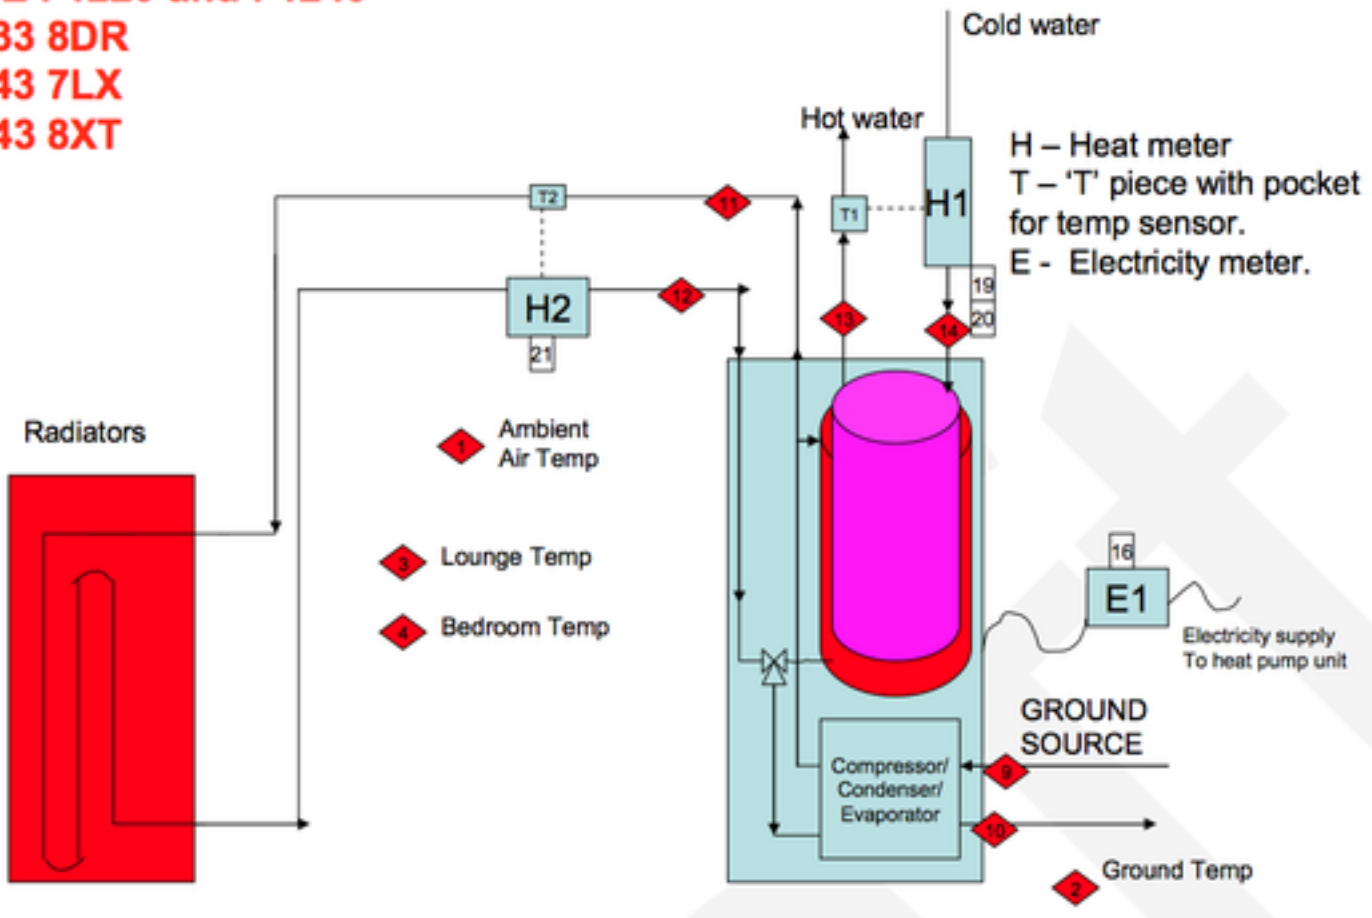 33 8DR
43 7LX
43 8XT
Cold water
Hot water
H – Heat meter
T – ‘T’ piece with pocket
for temp sensor.
E - Electricity meter.
T2
11
T1
H1
H2
12
13
14
19
20
21
Radiators
1
Ambient
Air Temp
3
Lounge Temp
4
Bedroom Temp
16
E1
Electricity supply
To heat pump unit
GROUND
SOURCE
Compressor/
Condenser/
Evaporator
9
10
2
Ground Temp